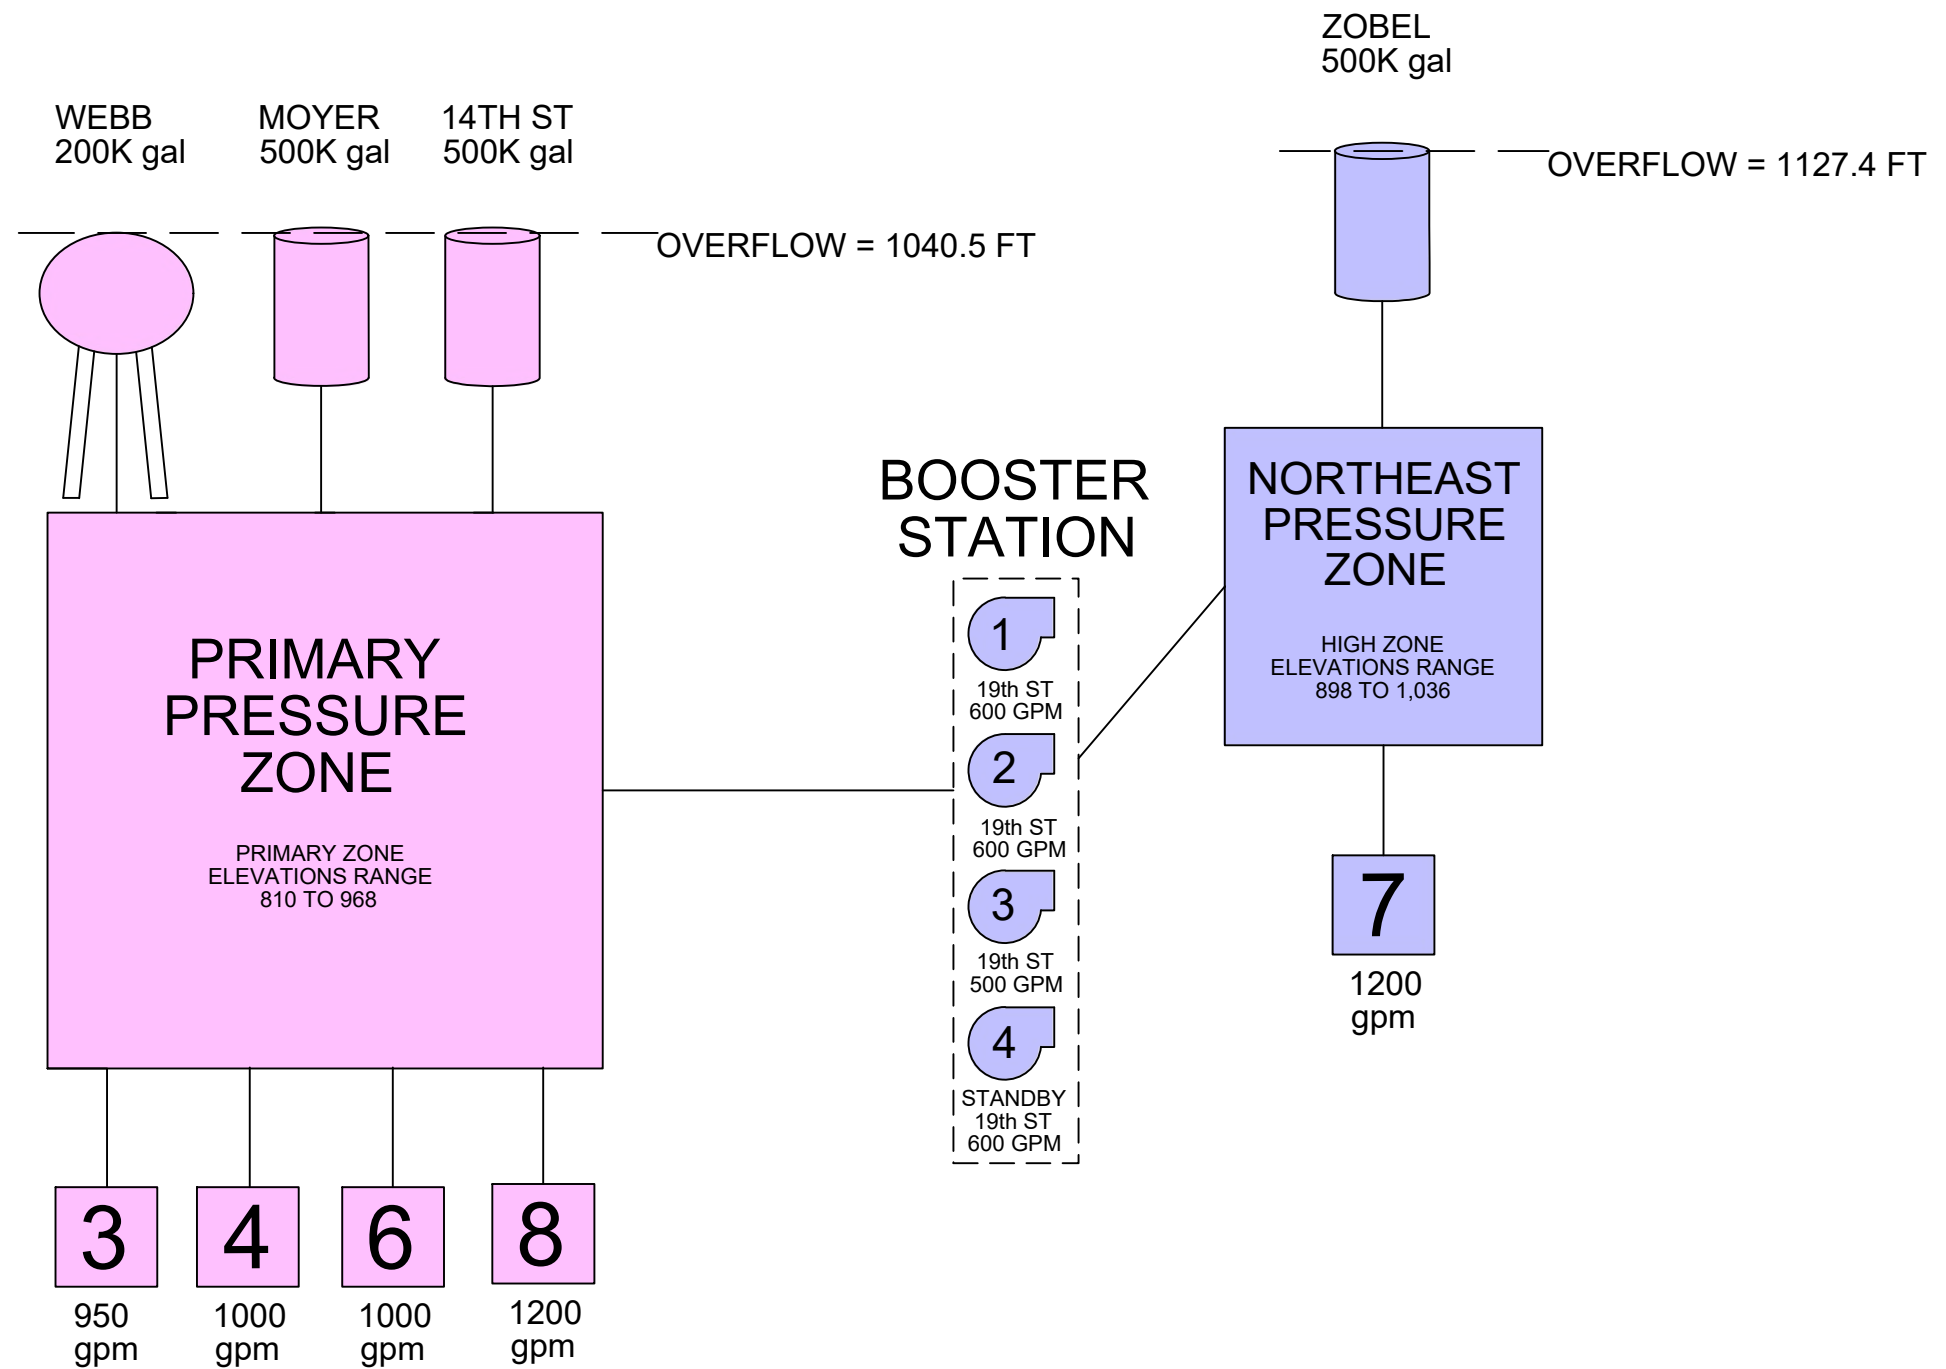 ZOBEL
500K gal
WEBB
200K gal
MOYER
500K gal
14TH ST
500K gal
OVERFLOW = 1127.4 FT
OVERFLOW = 1040.5 FT
BOOSTER
STATION
NORTHEAST
PRESSURE
ZONE
HIGH ZONE
ELEVATIONS RANGE
898 TO 1,036
PRIMARY
PRESSURE
ZONE
PRIMARY ZONE
ELEVATIONS RANGE
810 TO 968
1
19th ST
600 GPM
2
19th ST
600 GPM
3
19th ST
500 GPM
4
STANDBY
19th ST
600 GPM
7
1200
gpm
3
950
gpm
4
1000
gpm
6
1000
gpm
8
1200
gpm